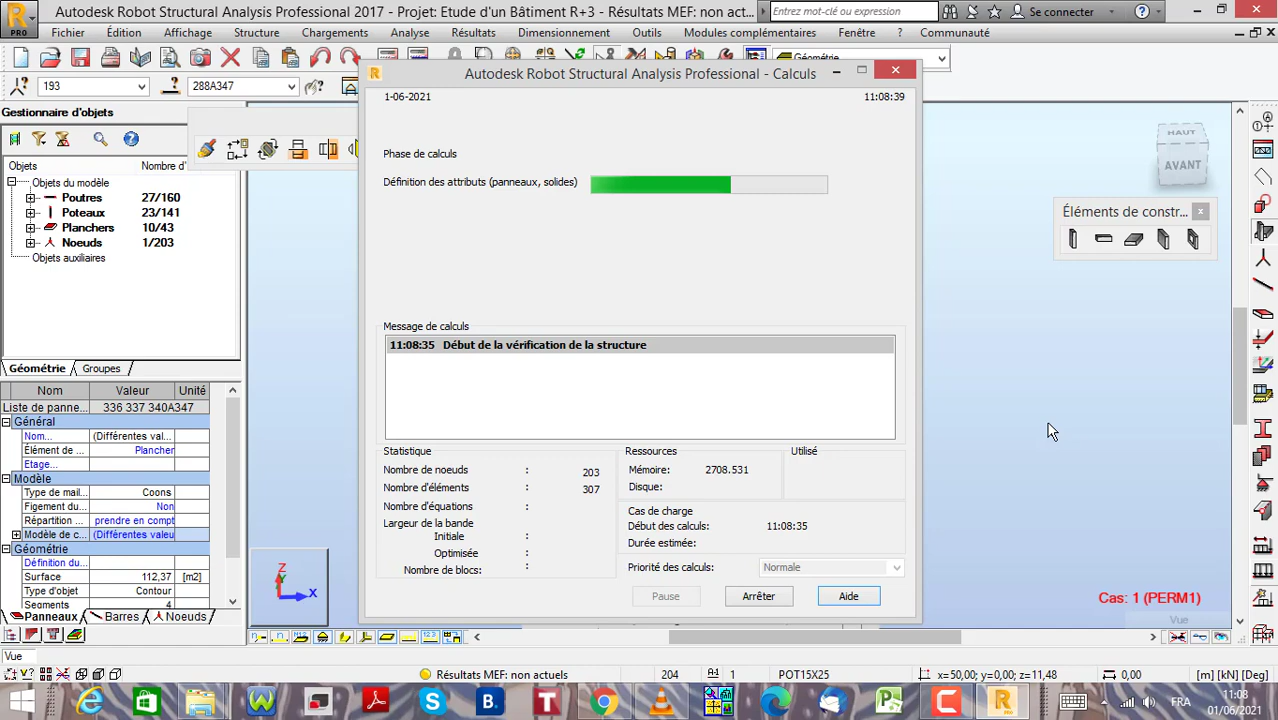 Autodesk Robot Structural Analysis Professional 2017 - Projet: Etude d'un Bâtiment R+3 - Résultats MEF: non act...
Entrez mot-clé ou expression
Se connecter
PRO
Fichier Édition Affichage Structure Chargements Analyse Résultats Dimensionnement Outils Modules complémentaires Fenêtre ? Communauté
Géométrie
193
288A347
Autodesk Robot Structural Analysis Professional - Calculs
1-06-2021
11:08:39
Phase de calculs
Définition des attributs (panneaux, solides)
Message de calculs
11:08:35 Début de la vérification de la structure
Statistique
Nombre de noeuds : 203
Nombre d'éléments : 307
Nombre d'équations :
Largeur de la bande
Initiale :
Optimisée :
Nombre de blocs: :
Ressources
Utilisé
Mémoire: 2708.531
Disque:
Cas de charge
Début des calculs: 11:08:35
Durée estimée:
Priorité des calculs: Normale
Pause
Arrêter
Aide
Gestionnaire d'objets
Objets Nombre d'
Objets du modèle
Poutres 27/160
Poteaux 23/141
Planchers 10/43
Noeuds 1/203
Objets auxiliaires
Géométrie Groupes
Nom Valeur Unité
Liste de panne... 336 337 340A347
Général
Nom... (Différentes val...
Élément de ... Plancher
Etage...
Modèle
Type de mail... Coons
Figement du... Non
Répartition ... prendre en compt
Modèle de c... (Différentes valeu
Géométrie
Définition du...
Surface 112,37 [m2]
Type d'objet Contour
Segments 4
Panneaux Barres Noeuds
HAUT
AVANT
Éléments de constr...
Z
Y
X
Cas: 1 (PERM1)
Vue
Vue
Résultats MEF: non actuels
204
1
POT15X25
x=50,00; y=0,00; z=11,48
0,00
[m] [kN] [Deg]
FRA
11:08
01/06/2021